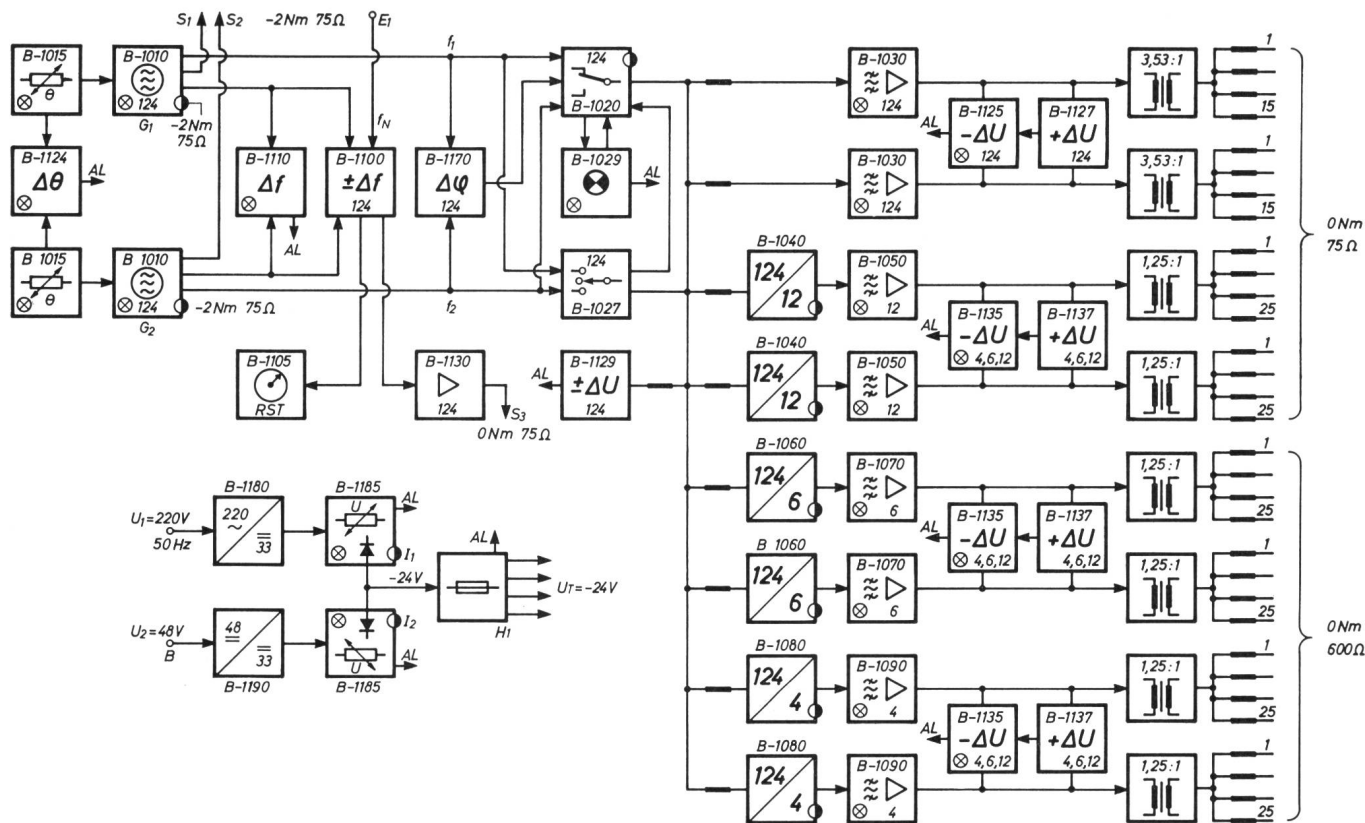 S1 S2 -2Nm 75Ω E1
B-1015
θ
B-1010
124
G1
-2Nm
75Ω
f1
fN
124
B-1020
B-1124
Δθ
AL
B-1110
Δf
AL
B-1100
±Δf
124
B-1170
Δφ
124
B-1029
AL
B 1015
θ
B 1010
124
G2
-2Nm 75Ω
f2
124
B-1027
B-1105
RST
B-1130
124
S3
0Nm 75Ω
B-1129
±ΔU
124
AL
B-1180
U1=220V
50Hz
220
~
=
33
B-1185
U
AL
I1
-24V
AL
H1
UT=-24V
U2=48V
B
48
=
=
33
B-1190
I2
U
AL
B-1185
B-1030
124
3,53:1
1
15
AL
B-1125
-ΔU
124
B-1127
+ΔU
124
B-1030
124
3,53:1
1
15
0Nm
75Ω
B-1040
124
12
B-1050
12
1,25:1
1
25
AL
B-1135
-ΔU
4,6,12
B-1137
+ΔU
4,6,12
B-1040
124
12
B-1050
12
1,25:1
1
25
B-1060
124
6
B-1070
6
1,25:1
1
25
AL
B-1135
-ΔU
4,6,12
B-1137
+ΔU
4,6,12
B 1060
124
6
B-1070
6
1,25:1
1
25
0Nm
600Ω
B-1080
124
4
B-1090
4
1,25:1
1
25
AL
B-1135
-ΔU
4,6,12
B-1137
+ΔU
4,6,12
B-1080
124
4
B-1090
4
1,25:1
1
25